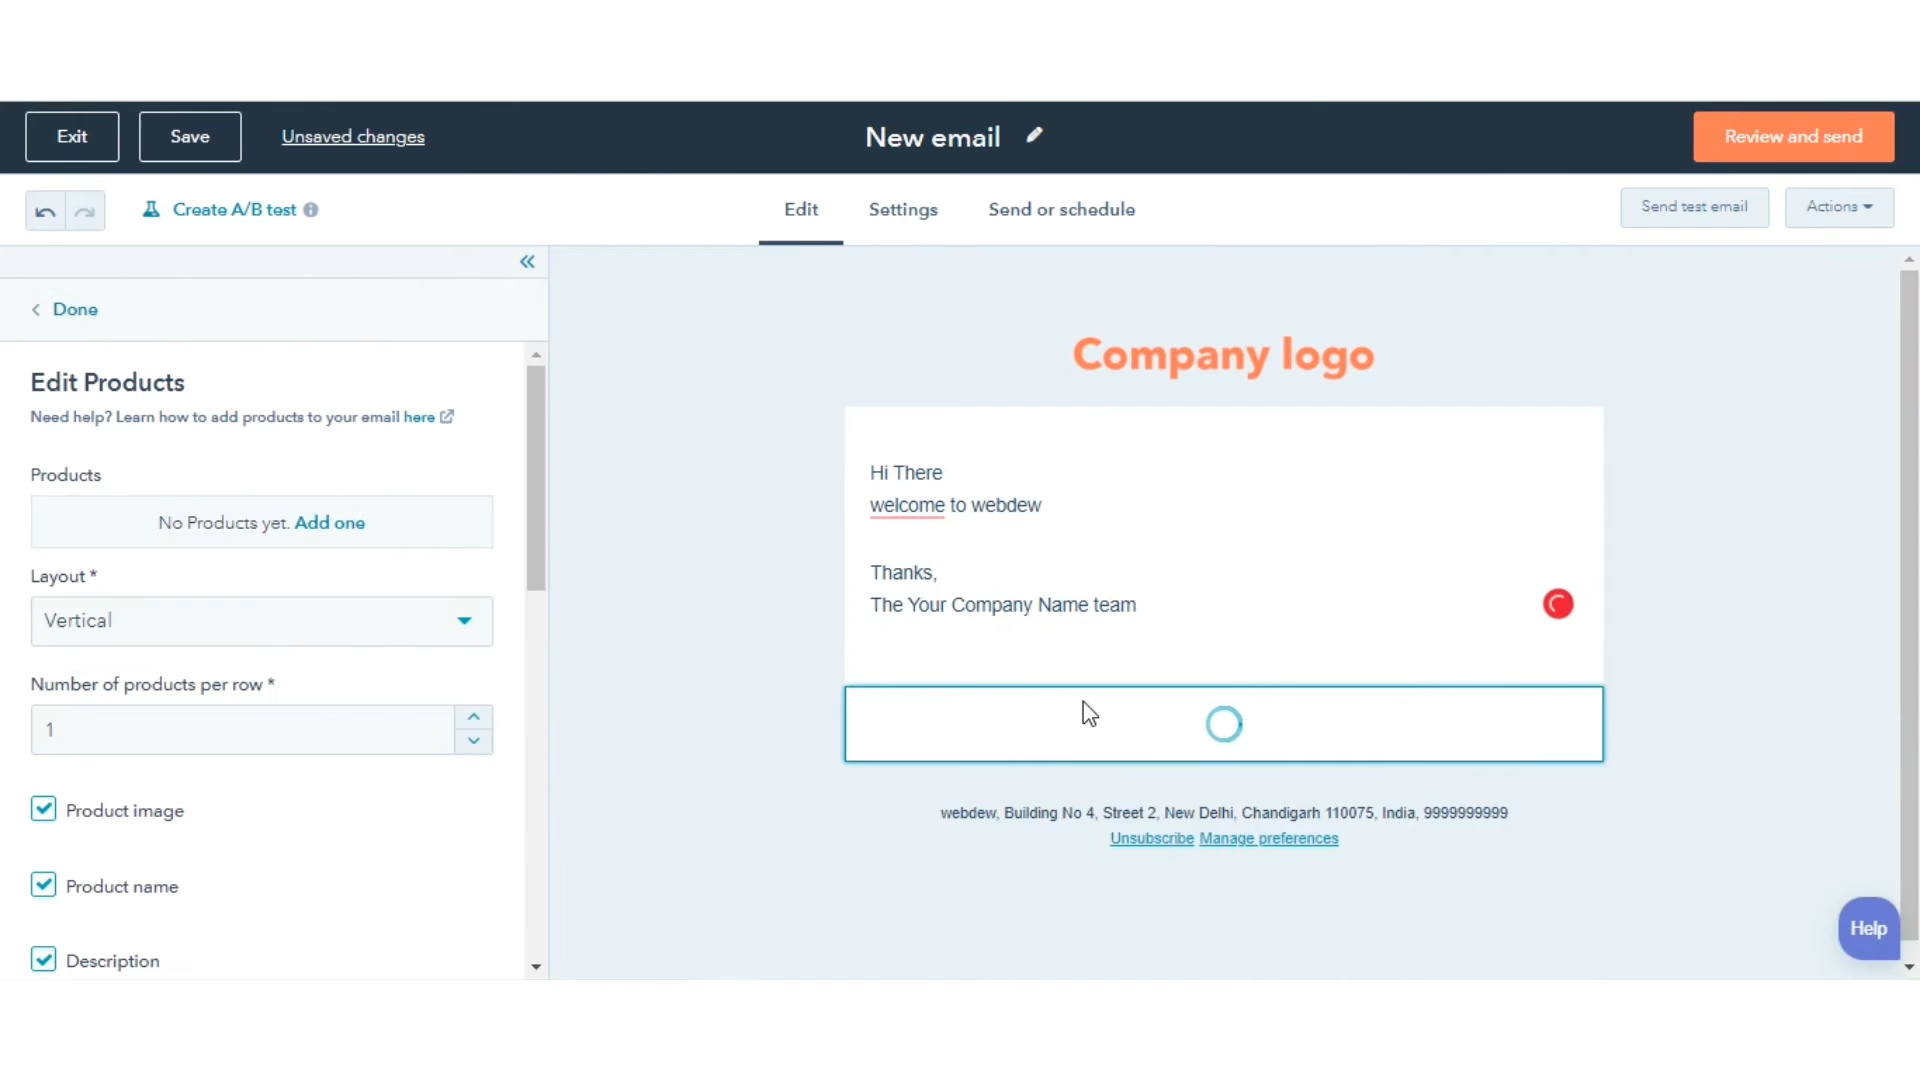 Exit
Save
Unsaved changes
New email
Review and send
Create A/B test
Edit
Settings
Send or schedule
Send test email
Actions
Done
Edit Products
Need help? Learn how to add products to your email here
Products
No Products yet. Add one
Layout *
Vertical
Number of products per row *
1
Product image
Product name
Description
Company logo
Hi There
welcome to webdew
Thanks,
The Your Company Name team
webdew, Building No 4, Street 2, New Delhi, Chandigarh 110075, India, 9999999999
Unsubscribe Manage preferences
Help